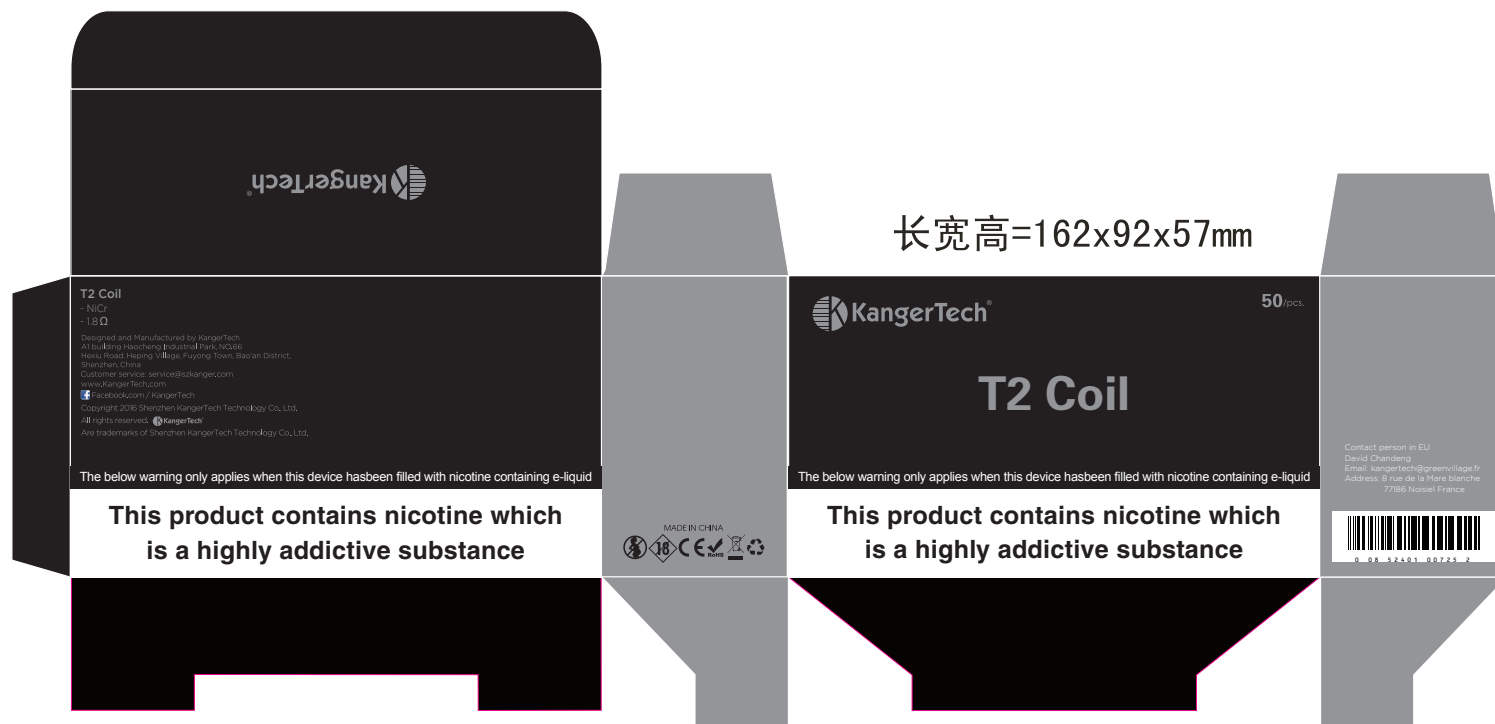 KangerTech®
T2 Coil
- NiCr
- 1.8 Ω
Designed and Manufactured by KangerTech
A1 building Haocheng Industrial Park, NO.66
Hexiu Road, Heping Village, Fuyong Town, Bao'an District,
Shenzhen, China
Customer service: service@szkanger.com
www.KangerTech.com
Facebook.com / KangerTech
Copyright 2016 Shenzhen KangerTech Technology Co., Ltd.
All rights reserved. KangerTech®
Are trademarks of Shenzhen KangerTech Technology Co., Ltd.
The below warning only applies when this device hasbeen filled with nicotine containing e-liquid
This product contains nicotine which
is a highly addictive substance
MADE IN CHINA
18 CE RoHS
长宽高=162x92x57mm
KangerTech®
50/pcs.
T2 Coil
The below warning only applies when this device hasbeen filled with nicotine containing e-liquid
This product contains nicotine which
is a highly addictive substance
Contact person in EU
David Chandeng
Email: kangertech@greenvillage.fr
Address: 8 rue de la Mare blanche
77186 Noisiel France
0 08 52401 00725 2